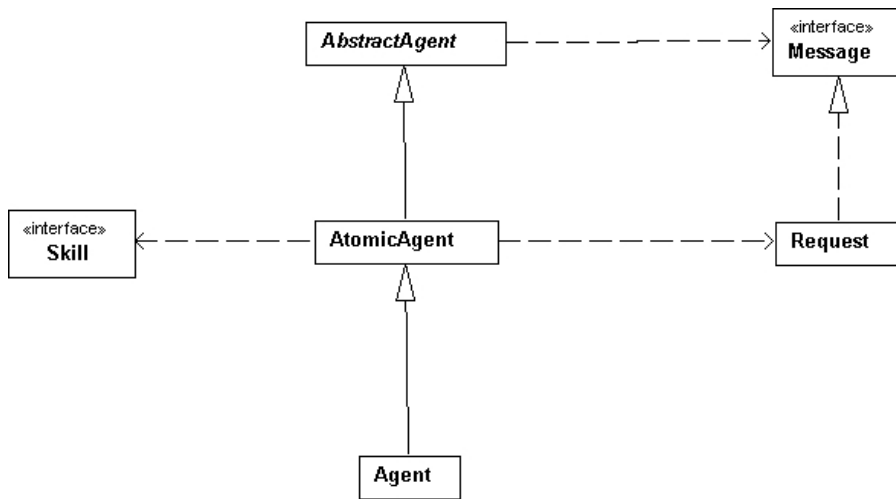 AbstractAgent
«interface»
Message
«interface»
Skill
AtomicAgent
Request
Agent